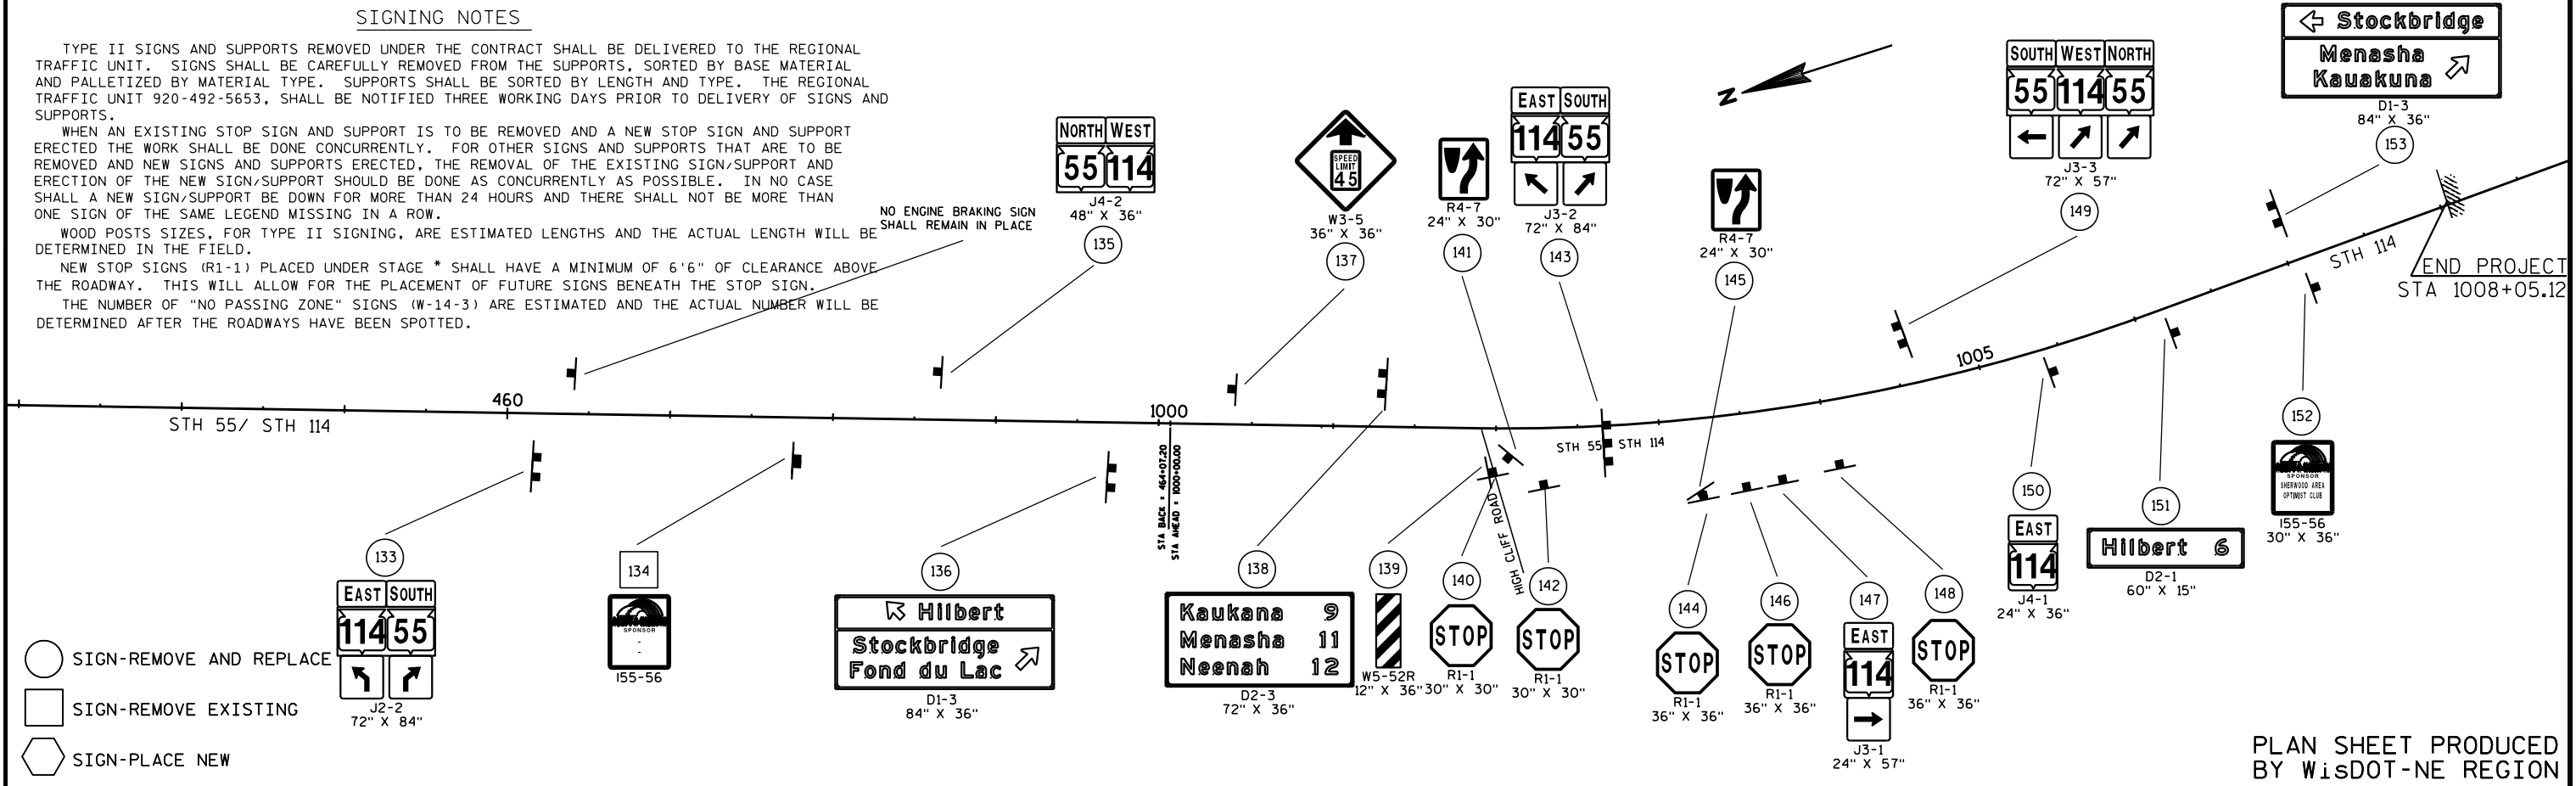 SIGNING NOTES
TYPE II SIGNS AND SUPPORTS REMOVED UNDER THE CONTRACT SHALL BE DELIVERED TO THE REGIONAL
TRAFFIC UNIT. SIGNS SHALL BE CAREFULLY REMOVED FROM THE SUPPORTS, SORTED BY BASE MATERIAL
AND PALLETIZED BY MATERIAL TYPE. SUPPORTS SHALL BE SORTED BY LENGTH AND TYPE. THE REGIONAL
TRAFFIC UNIT 920-492-5653, SHALL BE NOTIFIED THREE WORKING DAYS PRIOR TO DELIVERY OF SIGNS AND
SUPPORTS.
WHEN AN EXISTING STOP SIGN AND SUPPORT IS TO BE REMOVED AND A NEW STOP SIGN AND SUPPORT
ERECTED THE WORK SHALL BE DONE CONCURRENTLY. FOR OTHER SIGNS AND SUPPORTS THAT ARE TO BE
REMOVED AND NEW SIGNS AND SUPPORTS ERECTED, THE REMOVAL OF THE EXISTING SIGN/SUPPORT AND
ERECTION OF THE NEW SIGN/SUPPORT SHOULD BE DONE AS CONCURRENTLY AS POSSIBLE. IN NO CASE
SHALL A NEW SIGN/SUPPORT BE DOWN FOR MORE THAN 24 HOURS AND THERE SHALL NOT BE MORE THAN
ONE SIGN OF THE SAME LEGEND MISSING IN A ROW.
WOOD POSTS SIZES, FOR TYPE II SIGNING, ARE ESTIMATED LENGTHS AND THE ACTUAL LENGTH WILL BE
DETERMINED IN THE FIELD.
NEW STOP SIGNS (R1-1) PLACED UNDER STAGE * SHALL HAVE A MINIMUM OF 6'6" OF CLEARANCE ABOVE
THE ROADWAY. THIS WILL ALLOW FOR THE PLACEMENT OF FUTURE SIGNS BENEATH THE STOP SIGN.
THE NUMBER OF "NO PASSING ZONE" SIGNS (W-14-3) ARE ESTIMATED AND THE ACTUAL NUMBER WILL BE
DETERMINED AFTER THE ROADWAYS HAVE BEEN SPOTTED.
NO ENGINE BRAKING SIGN
SHALL REMAIN IN PLACE
NORTH WEST
55 114
J4-2
48" X 36"
135
SPEED
LIMIT
45
W3-5
36" X 36"
137
R4-7
24" X 30"
141
EAST SOUTH
114 55
J3-2
72" X 84"
143
N
R4-7
24" X 30"
145
SOUTH WEST NORTH
55 114 55
J3-3
72" X 57"
149
Stockbridge
Menasha
Kauakuna
D1-3
84" X 36"
153
STH 114
END PROJECT
STA 1008+05.12
STH 55/ STH 114
460
1000
STA BACK = 464+07.20
STA AHEAD = 1000+00.00
STH 55
STH 114
1005
HIGH CLIFF ROAD
133
EAST SOUTH
114 55
J2-2
72" X 84"
134
SPONSOR
-
-
I55-56
136
Hilbert
Stockbridge
Fond du Lac
D1-3
84" X 36"
138
Kaukana 9
Menasha 11
Neenah 12
D2-3
72" X 36"
139
W5-52R
12" X 36"
140
STOP
R1-1
30" X 30"
142
STOP
R1-1
30" X 30"
144
STOP
R1-1
36" X 36"
146
STOP
R1-1
36" X 36"
147
EAST
114
J3-1
24" X 57"
148
STOP
R1-1
36" X 36"
150
EAST
114
J4-1
24" X 36"
151
Hilbert 6
D2-1
60" X 15"
152
SPONSOR
SHERWOOD AREA
OPTIMIST CLUB
I55-56
30" X 36"
SIGN-REMOVE AND REPLACE
SIGN-REMOVE EXISTING
SIGN-PLACE NEW
PLAN SHEET PRODUCED
BY WisDOT-NE REGION